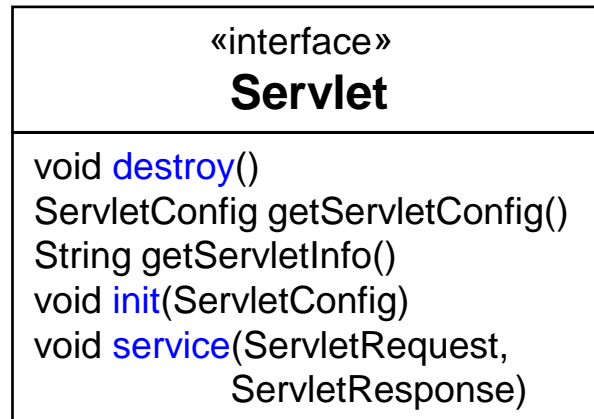 «interface»
Servlet
void destroy()
ServletConfig getServletConfig()
String getServletInfo()
void init(ServletConfig)
void service(ServletRequest,
ServletResponse)